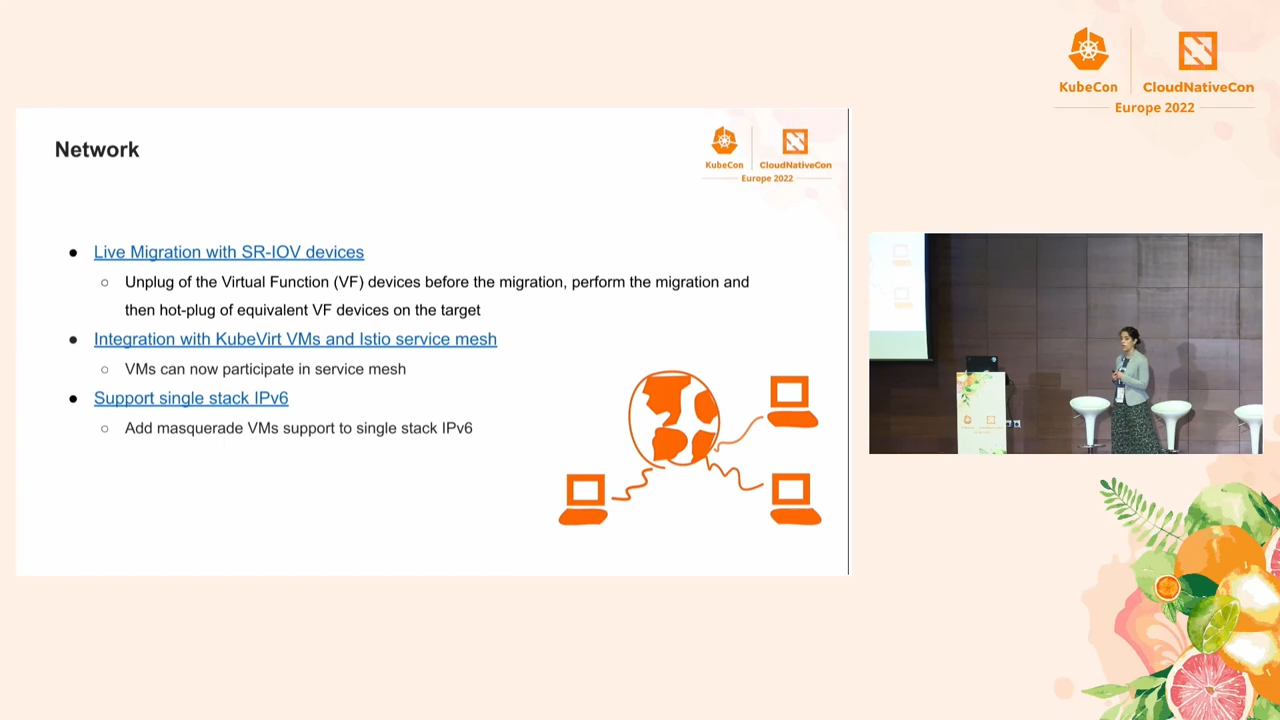 KubeCon
CloudNativeCon
Europe 2022
Network
KubeCon
CloudNativeCon
Europe 2022
● Live Migration with SR-IOV devices
○ Unplug of the Virtual Function (VF) devices before the migration, perform the migration and
then hot-plug of equivalent VF devices on the target
● Integration with KubeVirt VMs and Istio service mesh
○ VMs can now participate in service mesh
● Support single stack IPv6
○ Add masquerade VMs support to single stack IPv6